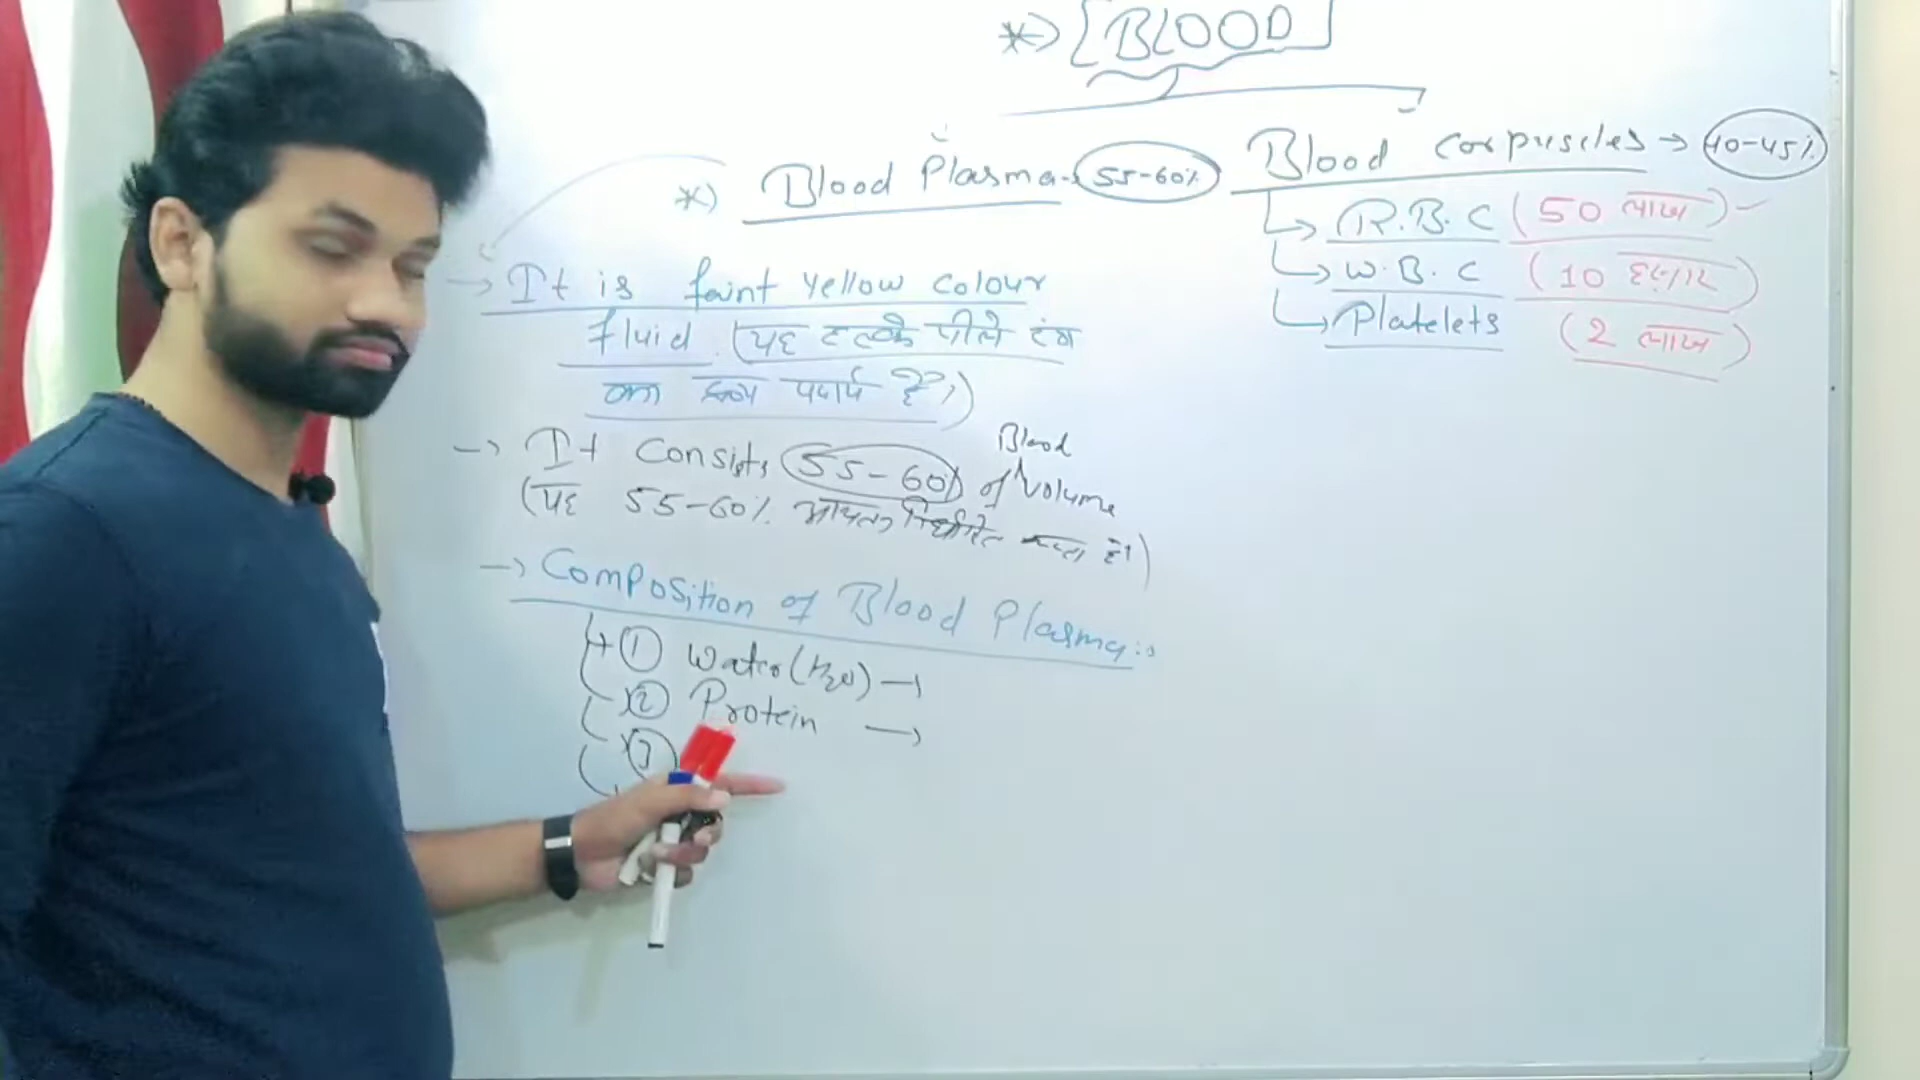 *→ [BLOOD]
*) Blood Plasma → 55-60%
Blood Corpuscles → 40-45%
↳ R.B.C (50 लाख)
↳ W.B.C (10 हजार)
↳ Platelets (2 लाख)
→ It is faint yellow colour
fluid. (यह हल्के पीले रंग
का द्रव्य पदार्थ है।)
→ It Consists 55-60% of Blood Volume
(यह 55-60% आयतन निर्धारित करता है।)
→ Composition of Blood Plasma:
① Water (H2O) →
② Protein →
③